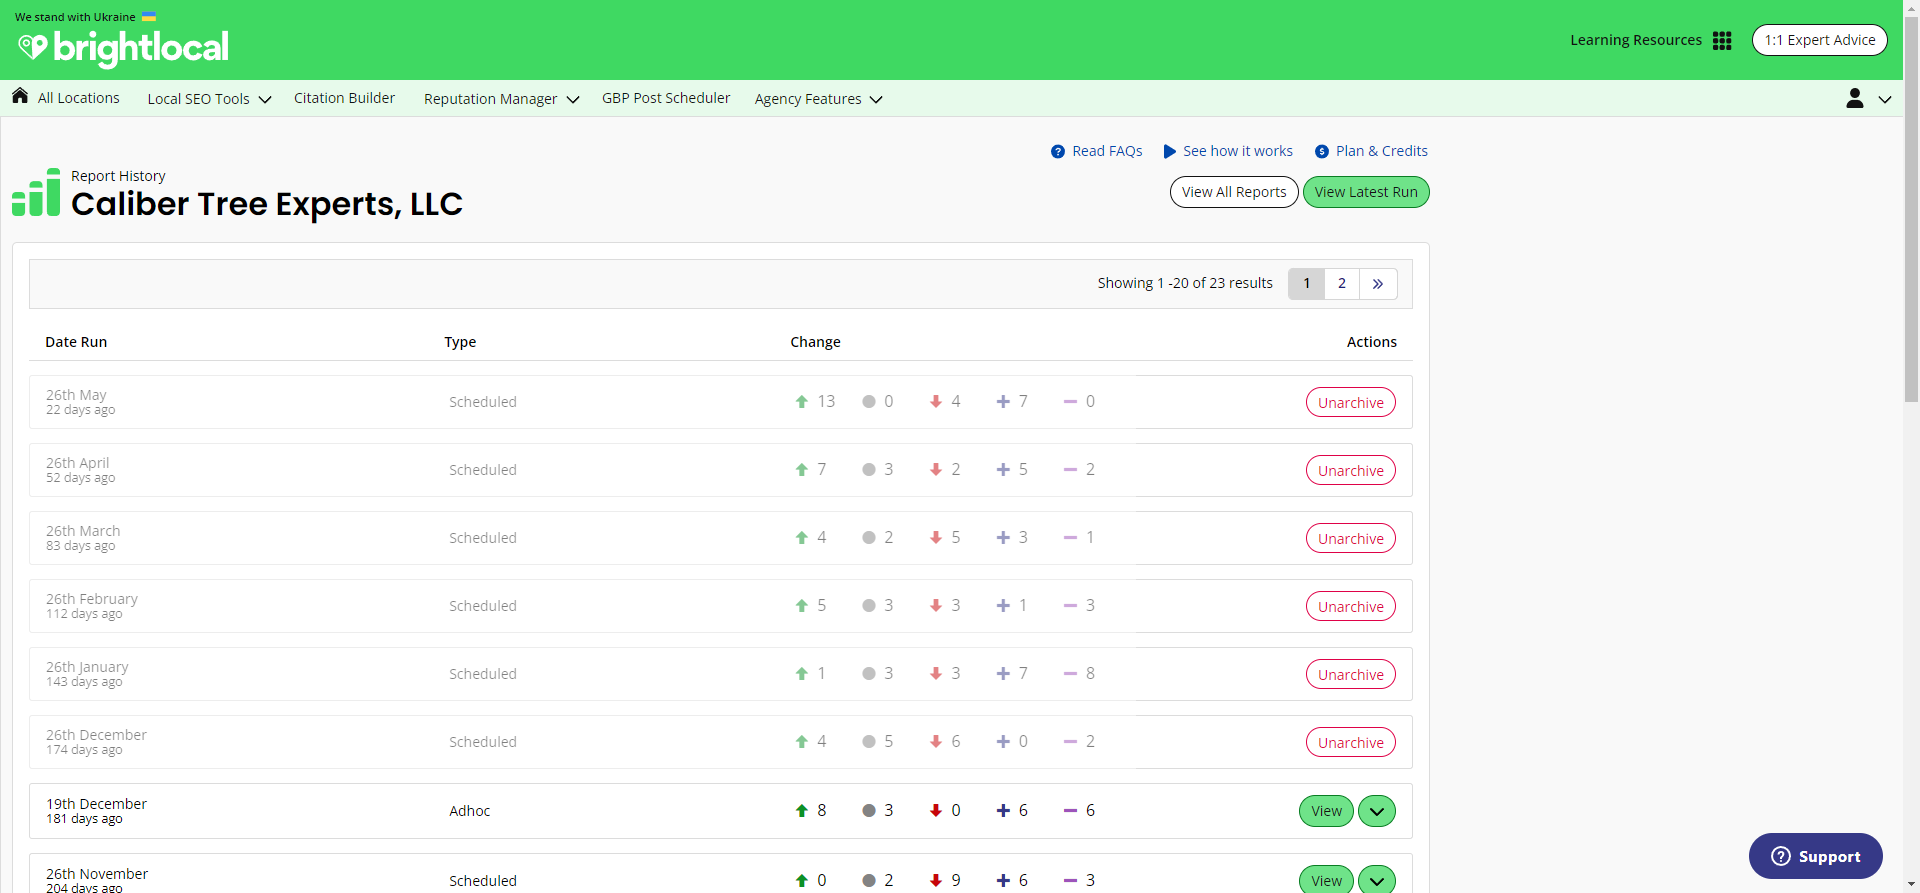 We stand with Ukraine
brightlocal
Learning Resources
1:1 Expert Advice
All Locations
Local SEO Tools
Citation Builder
Reputation Manager
GBP Post Scheduler
Agency Features
Read FAQs
See how it works
Plan & Credits
Report History
Caliber Tree Experts, LLC
View All Reports
View Latest Run
Showing 1 -20 of 23 results
1 2 »
Date Run Type Change Actions
26th May
22 days ago
Scheduled 13 0 4 7 0 Unarchive
26th April
52 days ago
Scheduled 7 3 2 5 2 Unarchive
26th March
83 days ago
Scheduled 4 2 5 3 1 Unarchive
26th February
112 days ago
Scheduled 5 3 3 1 3 Unarchive
26th January
143 days ago
Scheduled 1 3 3 7 8 Unarchive
26th December
174 days ago
Scheduled 4 5 6 0 2 Unarchive
19th December
181 days ago
Adhoc 8 3 0 6 6 View
26th November
204 days ago
Scheduled 0 2 9 6 3 View
Support